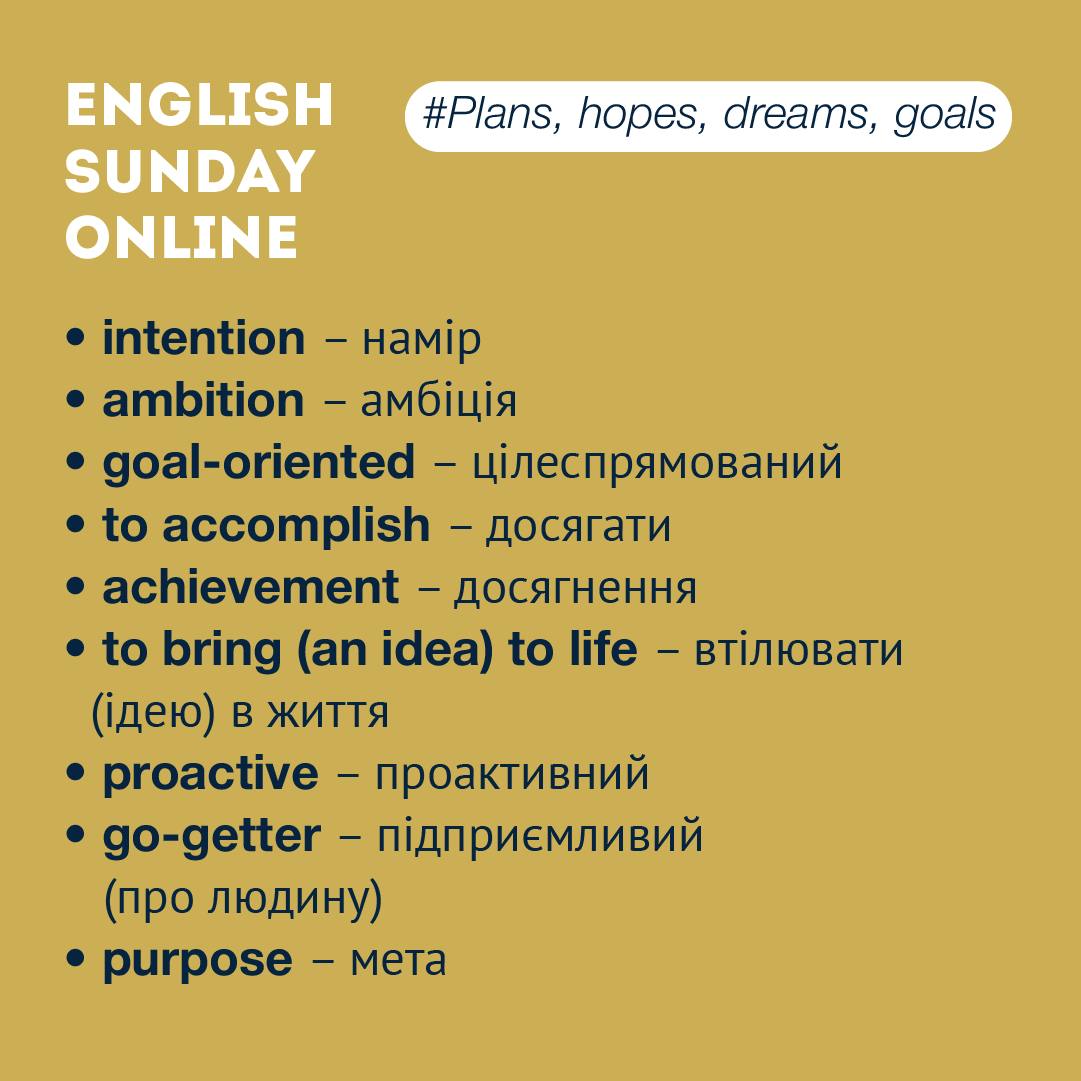 ENGLISH
SUNDAY
ONLINE
#Plans, hopes, dreams, goals
• intention – намір
• ambition – амбіція
• goal-oriented – цілеспрямований
• to accomplish – досягати
• achievement – досягнення
• to bring (an idea) to life – втілювати
(ідею) в життя
• proactive – проактивний
• go-getter – підприємливий
(про людину)
• purpose – мета